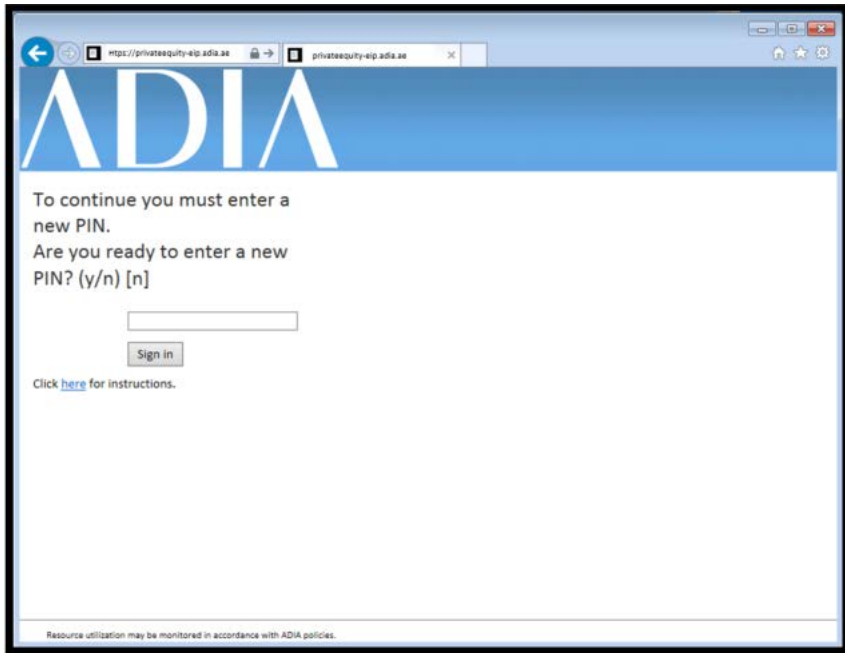 Htps://privateequity-eip.adia.ae
privateequity-eip.adia.ae
ADIA
To continue you must enter a
new PIN.
Are you ready to enter a new
PIN? (y/n) [n]
Sign in
Click here for instructions.
Resource utilization may be monitored in accordance with ADIA policies.